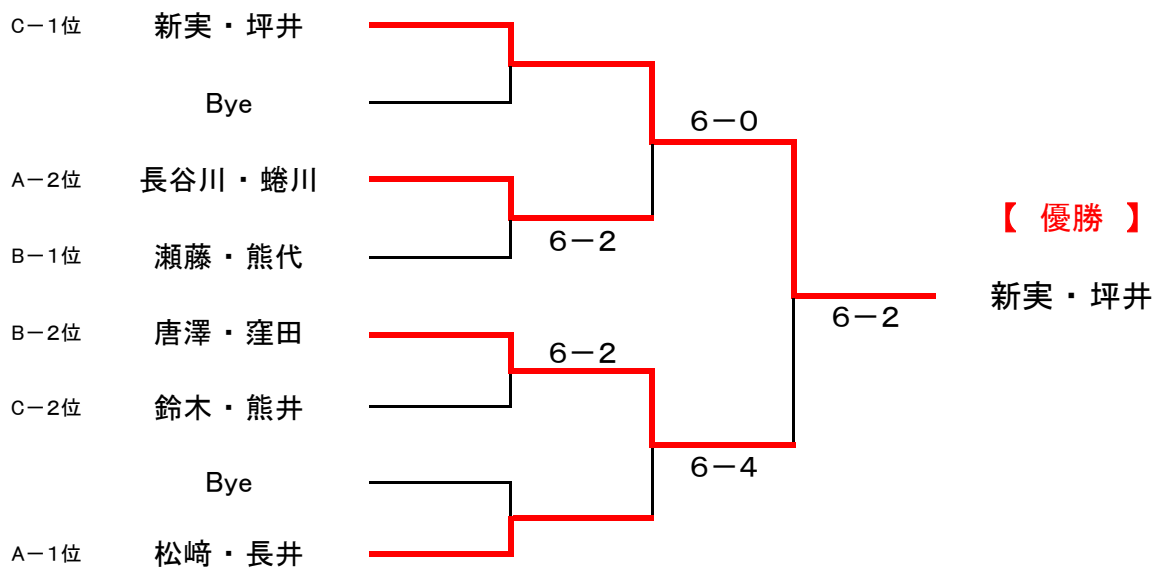 C－1位 新実・坪井
Bye
6－0
A－2位 長谷川・蜷川
【 優勝 】
6－2
B－1位 瀬藤・熊代
新実・坪井
6－2
B－2位 唐澤・窪田
6－2
C－2位 鈴木・熊井
6－4
Bye
A－1位 松﨑・長井